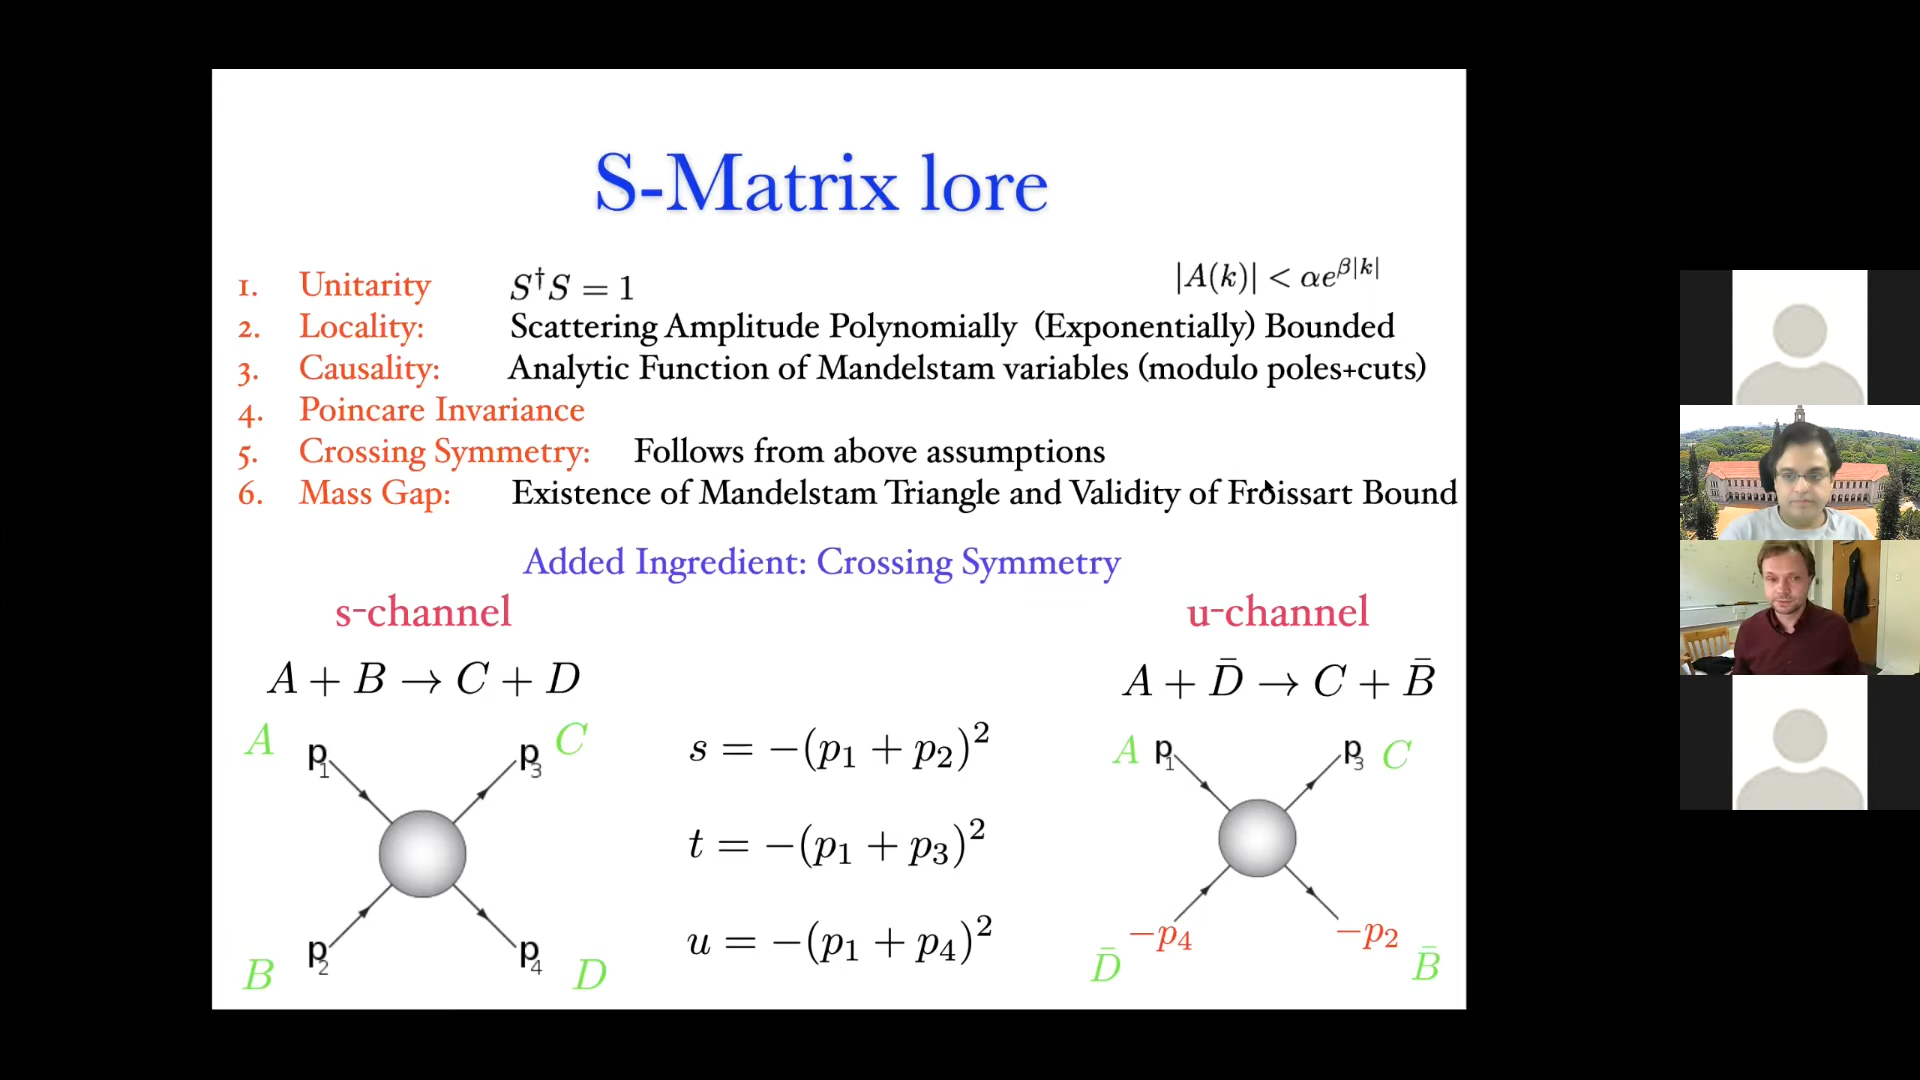 S-Matrix lore
1. Unitarity S†S = 1 |A(k)| < αe^{β|k|}
2. Locality: Scattering Amplitude Polynomially (Exponentially) Bounded
3. Causality: Analytic Function of Mandelstam variables (modulo poles+cuts)
4. Poincare Invariance
5. Crossing Symmetry: Follows from above assumptions
6. Mass Gap: Existence of Mandelstam Triangle and Validity of Froissart Bound
Added Ingredient: Crossing Symmetry
s-channel u-channel
A + B → C + D A + D̄ → C + B̄
A p₁ p₃ C s = −(p₁ + p₂)² A p₁ p₃ C
t = −(p₁ + p₃)²
B p₂ p₄ D u = −(p₁ + p₄)² D̄ −p₄ −p₂ B̄